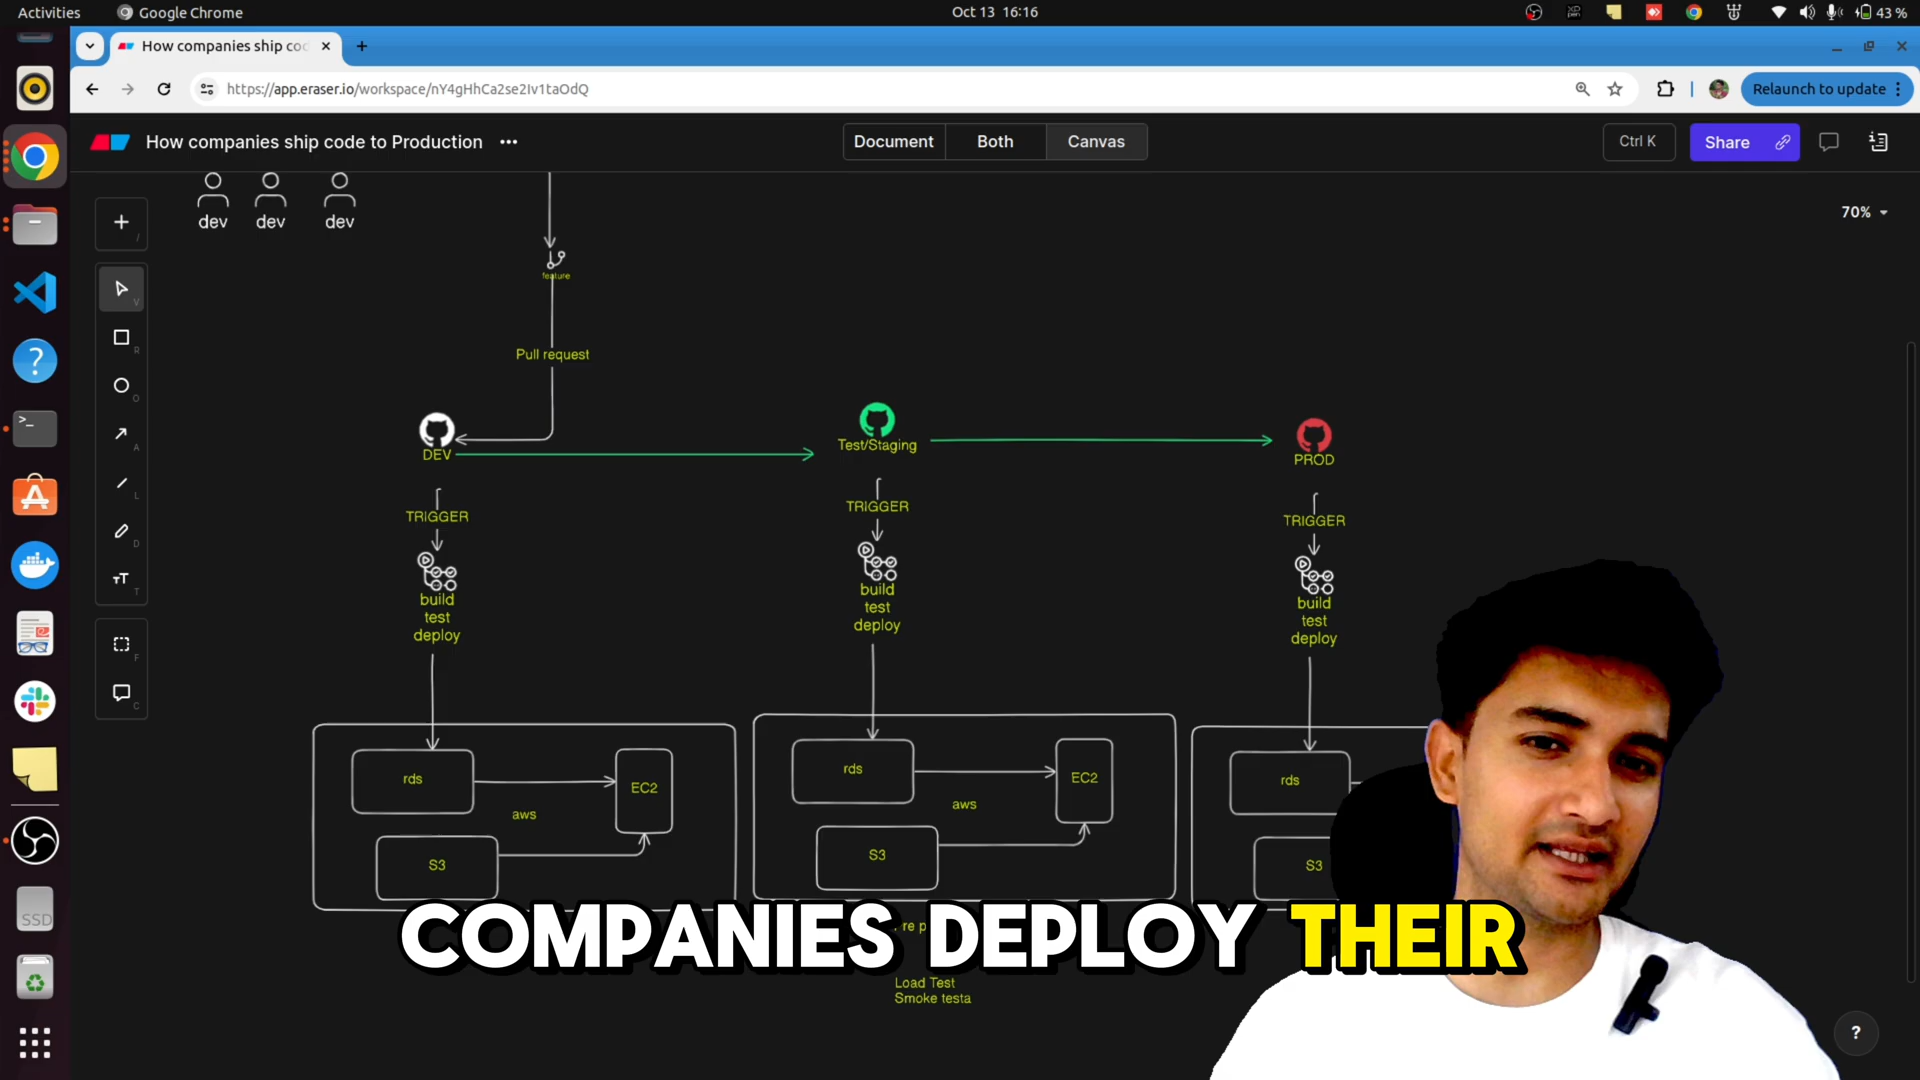 Activities
Google Chrome
Oct 13 16:16
43 %
How companies ship coc
https://app.eraser.io/workspace/nY4gHhCa2se2Iv1taOdQ
Relaunch to update
How companies ship code to Production
Document
Both
Canvas
Ctrl K
Share
70%
dev
dev
dev
feature
Pull request
DEV
Test/Staging
PROD
TRIGGER
TRIGGER
TRIGGER
build
test
deploy
build
test
deploy
build
test
deploy
rds
EC2
aws
S3
rds
EC2
aws
S3
rds
S3
COMPANIES DEPLOY THEIR
Load Test
Smoke testa
/
V
R
O
A
L
D
T
F
C
SSD
?
?